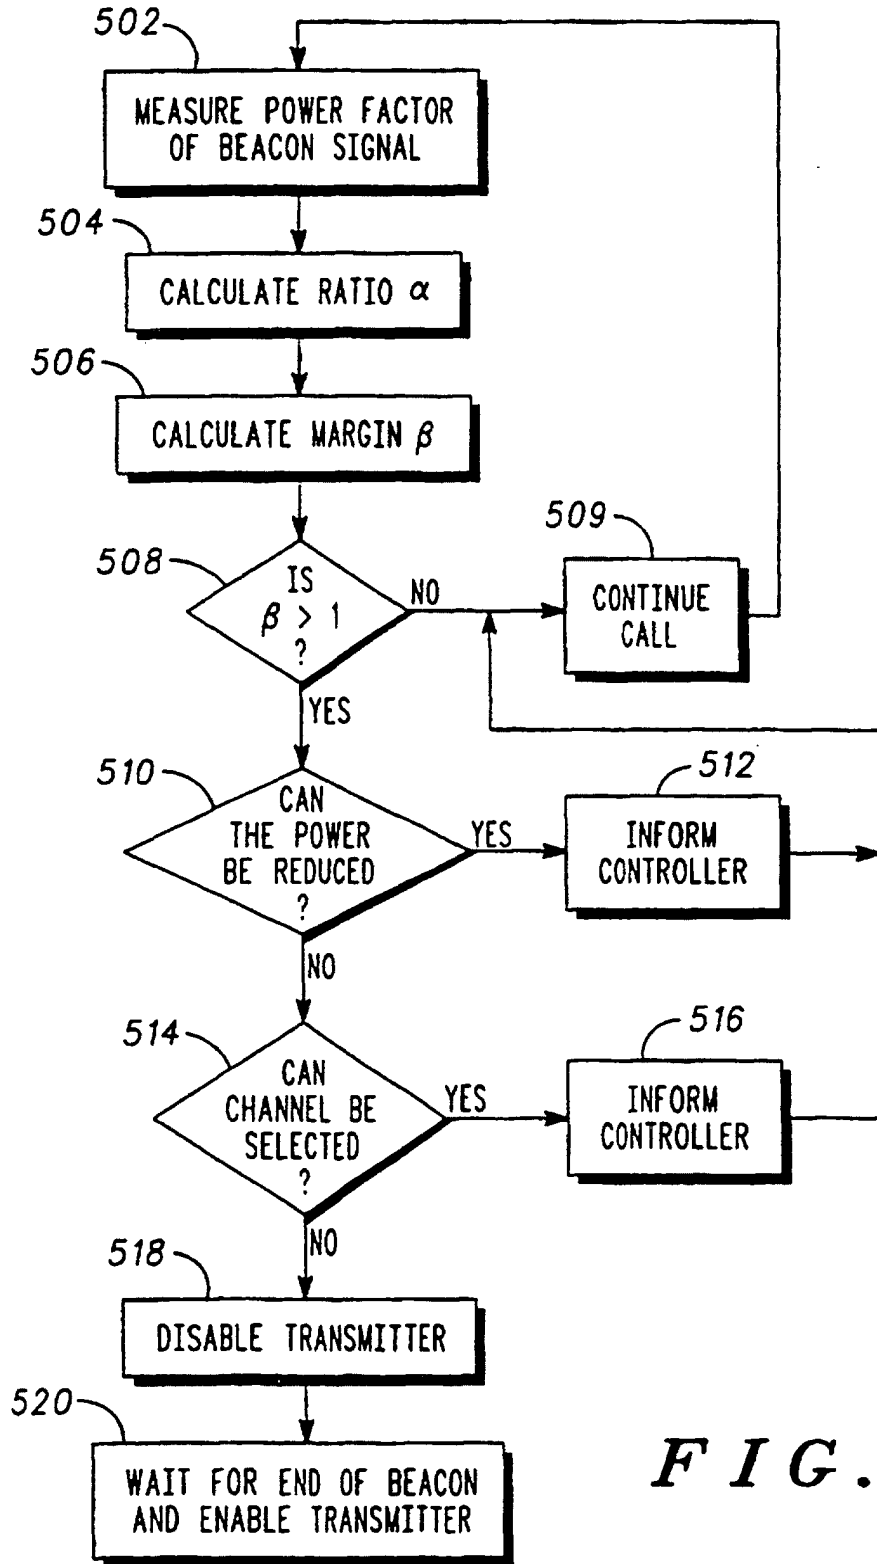 502
MEASURE POWER FACTOR
OF BEACON SIGNAL
504
CALCULATE RATIO α
506
CALCULATE MARGIN β
508
IS
β > 1
?
NO
509
CONTINUE
CALL
YES
510
CAN
THE POWER
BE REDUCED
?
YES
512
INFORM
CONTROLLER
NO
514
CAN
CHANNEL BE
SELECTED
?
YES
516
INFORM
CONTROLLER
NO
518
DISABLE TRANSMITTER
520
WAIT FOR END OF BEACON
AND ENABLE TRANSMITTER
FIG.